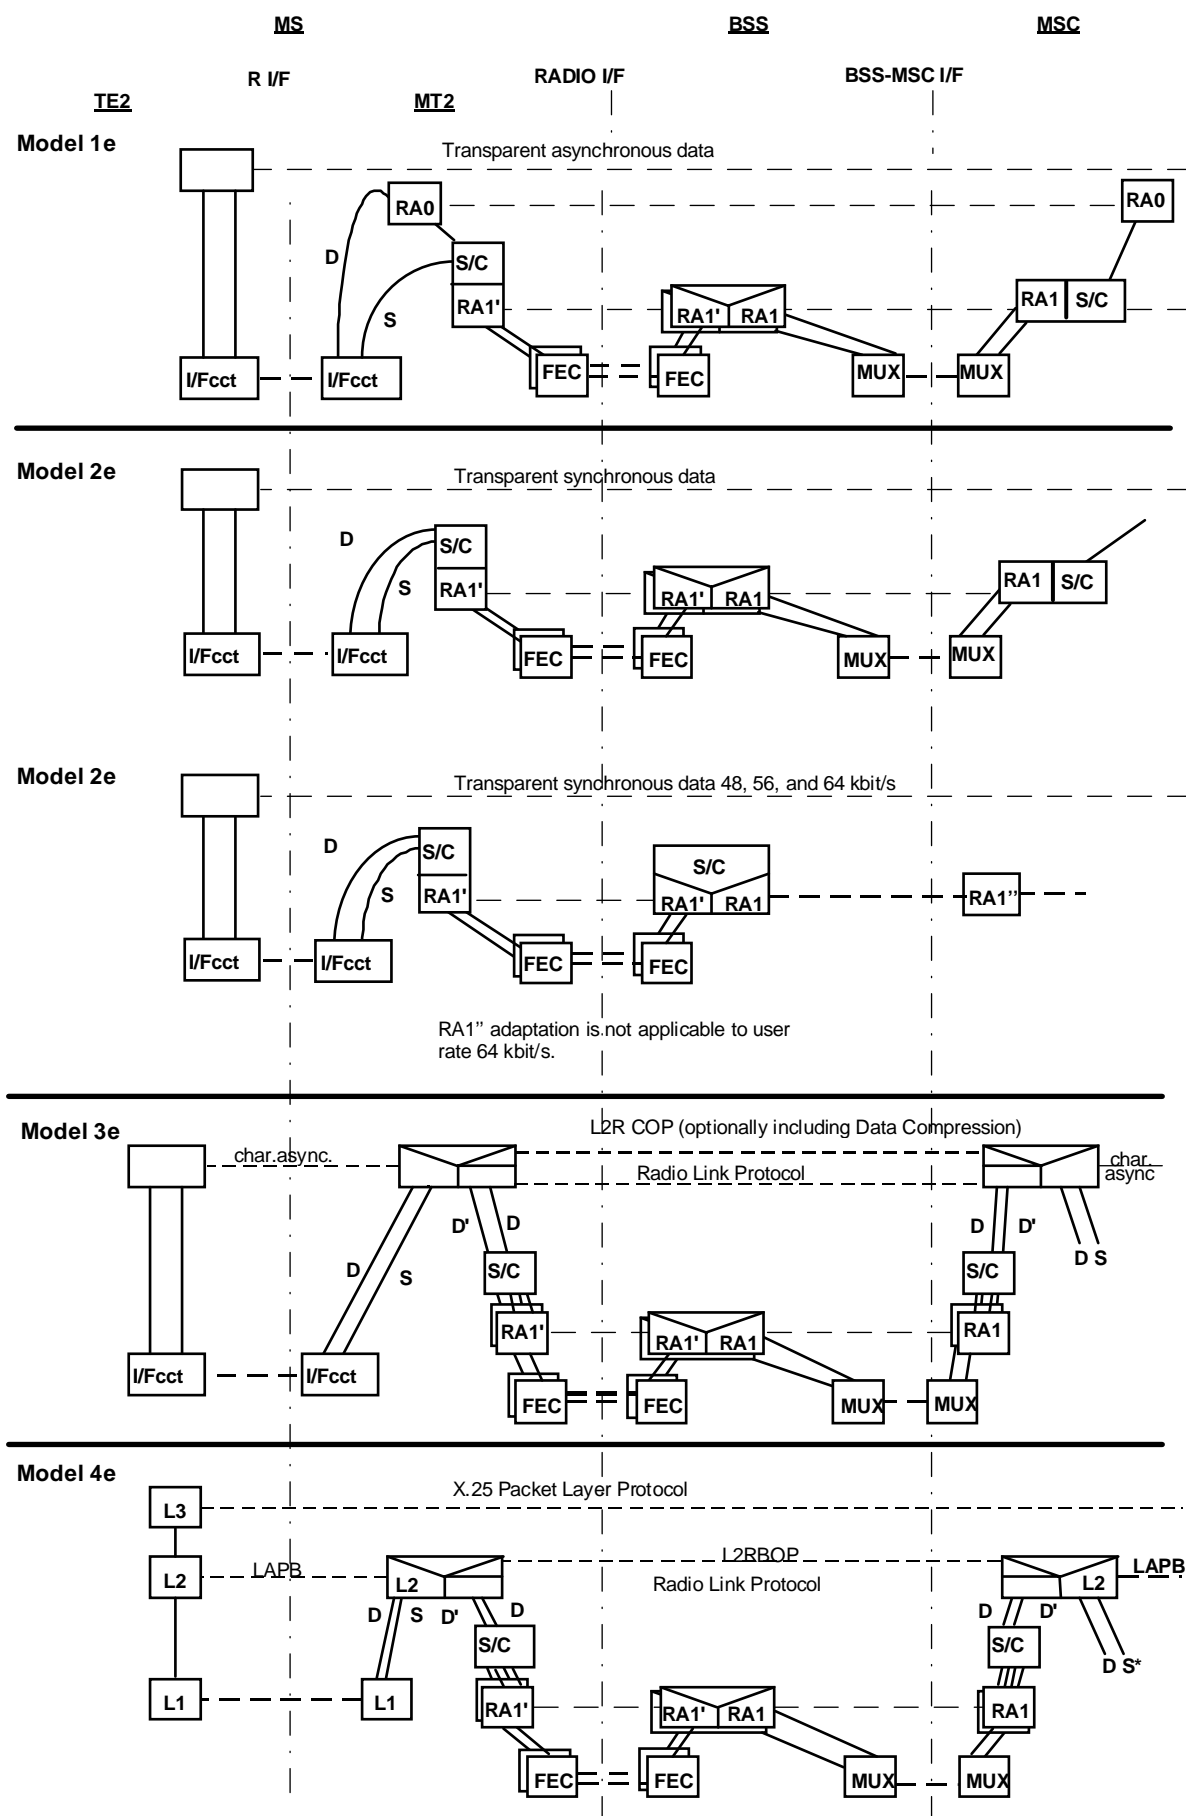 MS
BSS
MSC
R I/F
RADIO I/F
BSS-MSC I/F
TE2
MT2
Model 1e
Transparent asynchronous data
RA0
RA0
D
S/C
S
RA1'
RA1'
RA1
RA1
S/C
I/Fcct
I/Fcct
FEC
FEC
MUX
MUX
Model 2e
Transparent synchronous data
D
S/C
S
RA1'
RA1'
RA1
RA1
S/C
I/Fcct
I/Fcct
FEC
FEC
MUX
MUX
Model 2e
Transparent synchronous data 48, 56, and 64 kbit/s
D
S/C
S/C
S
RA1'
RA1'
RA1
RA1''
I/Fcct
I/Fcct
FEC
FEC
RA1'' adaptation is not applicable to user
rate 64 kbit/s.
Model 3e
L2R COP (optionally including Data Compression)
char.async.
Radio Link Protocol
char.
async
D
S
D'
D
D
D'
D S
S/C
S/C
RA1'
RA1'
RA1
RA1
I/Fcct
I/Fcct
FEC
FEC
MUX
MUX
Model 4e
X.25 Packet Layer Protocol
L3
L2RBOP
LAPB
L2
LAPB
L2
Radio Link Protocol
L2
D
S
D'
D
D
D'
S/C
S/C
D S*
L1
L1
RA1'
RA1'
RA1
RA1
FEC
FEC
MUX
MUX